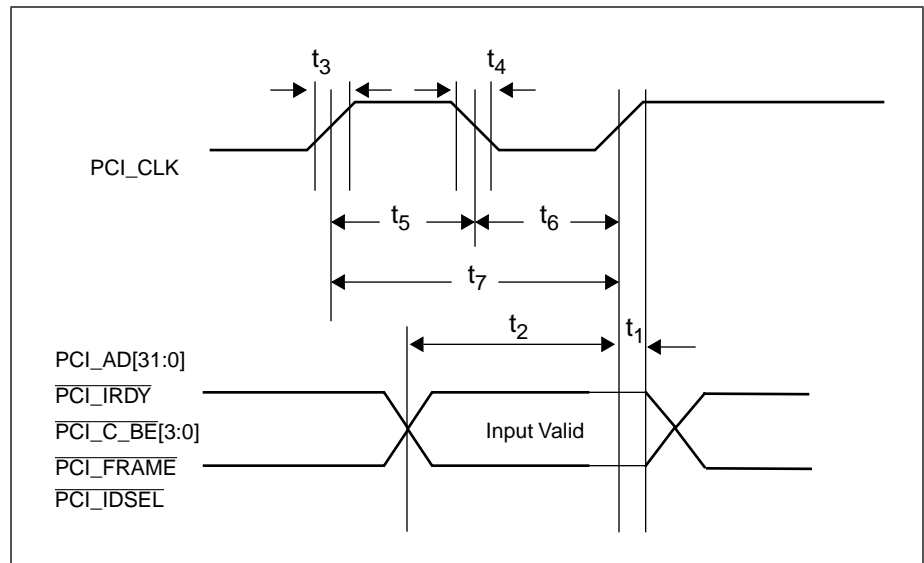 t3 t4
PCI_CLK
t5 t6
t7
t2 t1
PCI_AD[31:0]
PCI_IRDY
PCI_C_BE[3:0] Input Valid
PCI_FRAME
PCI_IDSEL